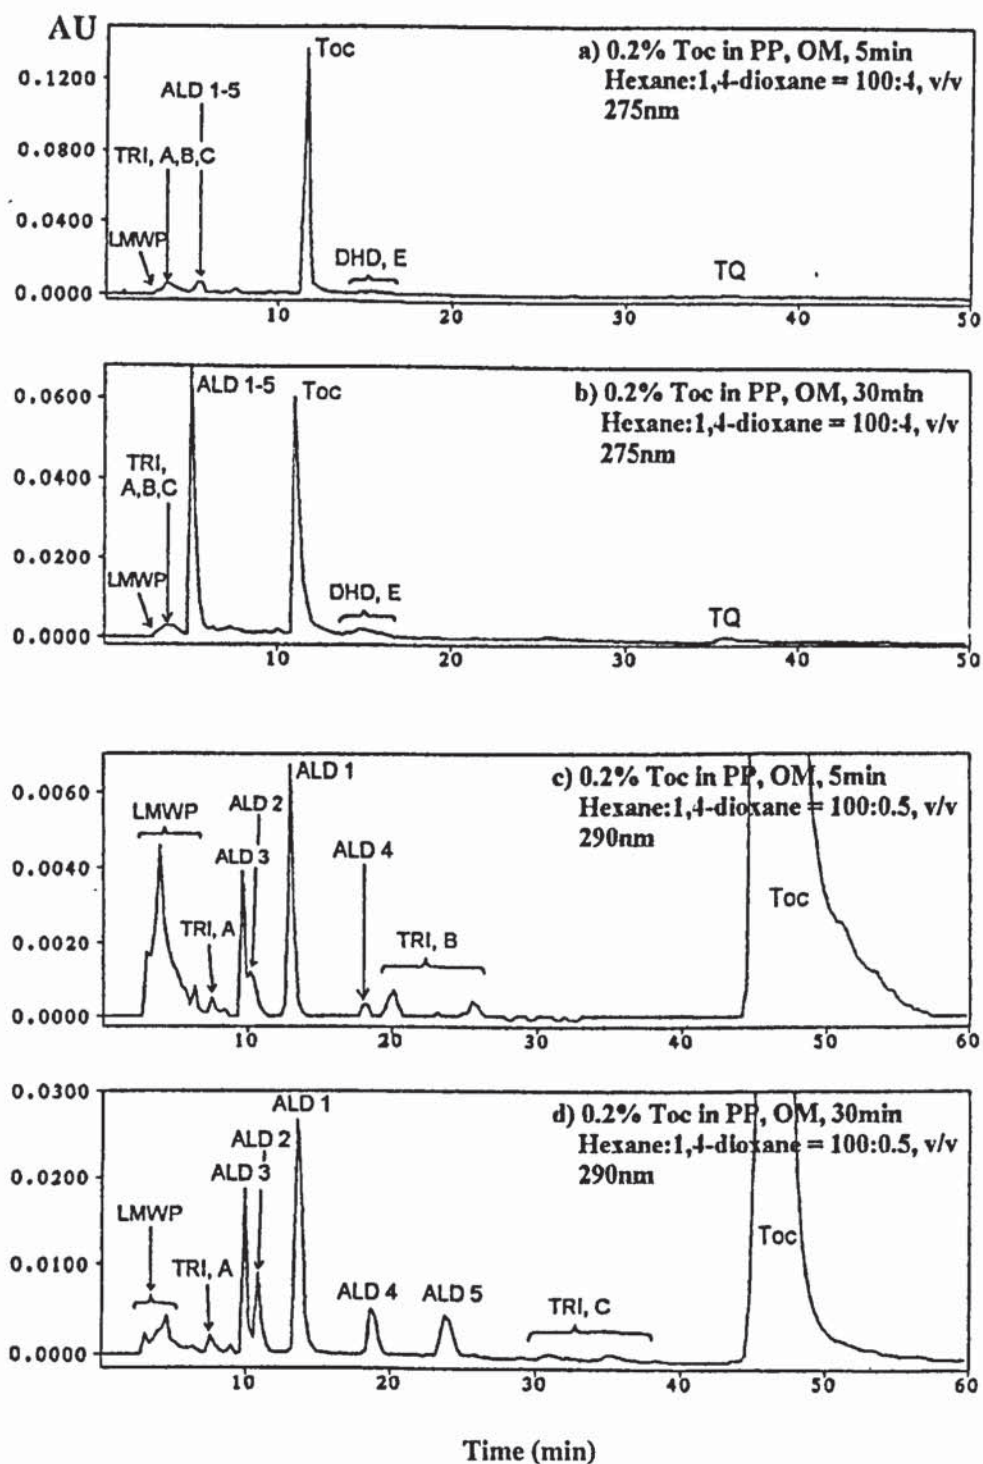 AU
Toc
a) 0.2% Toc in PP, OM, 5min
Hexane:1,4-dioxane = 100:4, v/v
275nm
0.1200
ALD 1-5
0.0800
TRI, A,B,C
0.0400
LMWP
DHD, E
TQ
0.0000
10
20
30
40
50
0.0600
ALD 1-5
Toc
b) 0.2% Toc in PP, OM, 30min
Hexane:1,4-dioxane = 100:4, v/v
275nm
TRI,
A,B,C
0.0400
0.0200
LMWP
DHD, E
TQ
0.0000
10
20
30
40
50
ALD 1
c) 0.2% Toc in PP, OM, 5min
Hexane:1,4-dioxane = 100:0.5, v/v
290nm
0.0060
LMWP
ALD 2
ALD 3
ALD 4
0.0040
Toc
TRI, A
TRI, B
0.0020
0.0000
10
20
30
40
50
60
0.0300
ALD 1
d) 0.2% Toc in PP, OM, 30min
Hexane:1,4-dioxane = 100:0.5, v/v
290nm
ALD 2
ALD 3
0.0200
LMWP
Toc
TRI, A
0.0100
ALD 4
ALD 5
TRI, C
0.0000
10
20
30
40
50
60
Time (min)